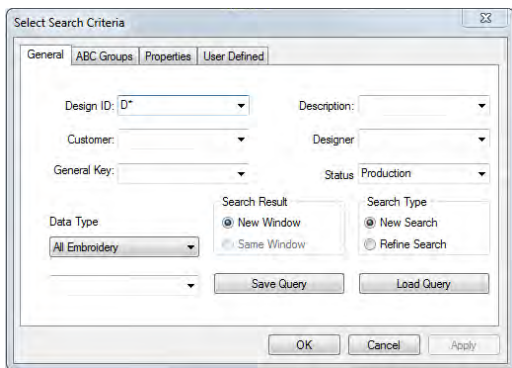 Select Search Criteria
General ABC Groups Properties User Defined
Design ID: D* Description:
Customer: Designer
General Key: Status Production
Search Result Search Type
Data Type New Window New Search
All Embroidery Same Window Refine Search
Save Query Load Query
OK Cancel Apply